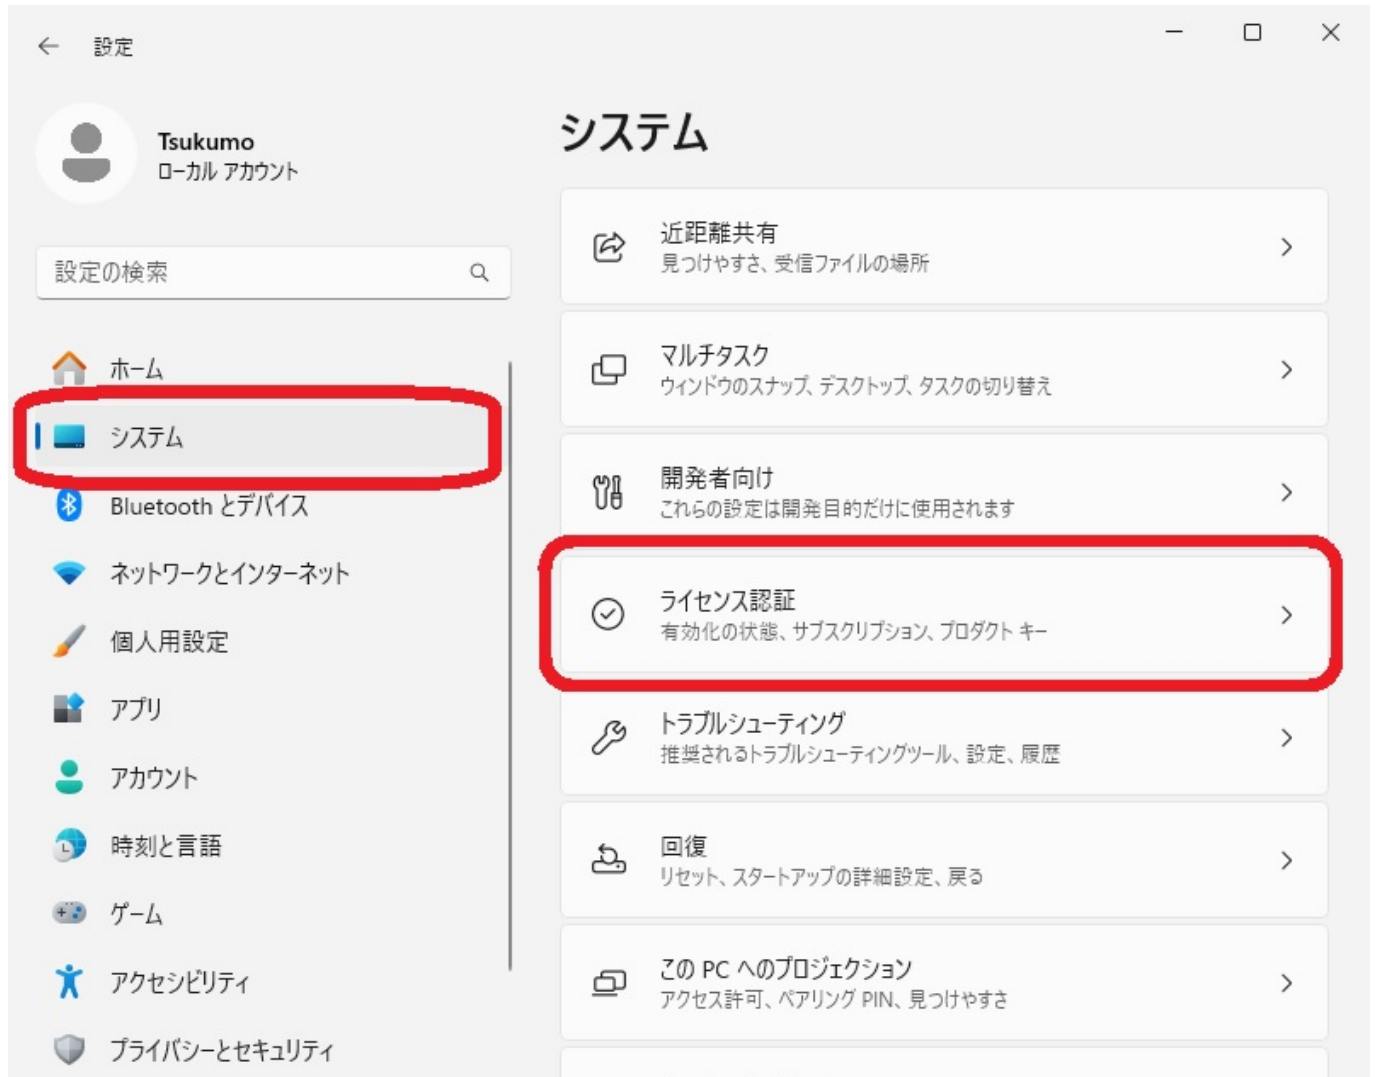 設定
Tsukumo
ローカル アカウント
設定の検索
ホーム
システム
Bluetooth とデバイス
ネットワークとインターネット
個人用設定
アプリ
アカウント
時刻と言語
ゲーム
アクセシビリティ
プライバシーとセキュリティ
システム
近距離共有
見つけやすさ、受信ファイルの場所
マルチタスク
ウィンドウのスナップ、デスクトップ、タスクの切り替え
開発者向け
これらの設定は開発目的だけに使用されます
ライセンス認証
有効化の状態、サブスクリプション、プロダクト キー
トラブルシューティング
推奨されるトラブルシューティングツール、設定、履歴
回復
リセット、スタートアップの詳細設定、戻る
この PC へのプロジェクション
アクセス許可、ペアリング PIN、見つけやすさ